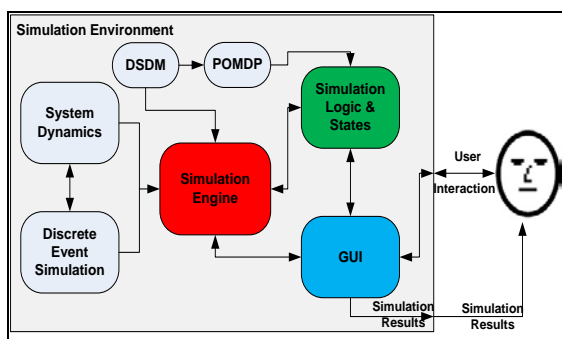 Simulation Environment
DSDM
POMDP
System
Dynamics
Simulation
Logic &
States
Simulation
Engine
User
Interaction
Discrete
Event
Simulation
GUI
Simulation
Results
Simulation
Results